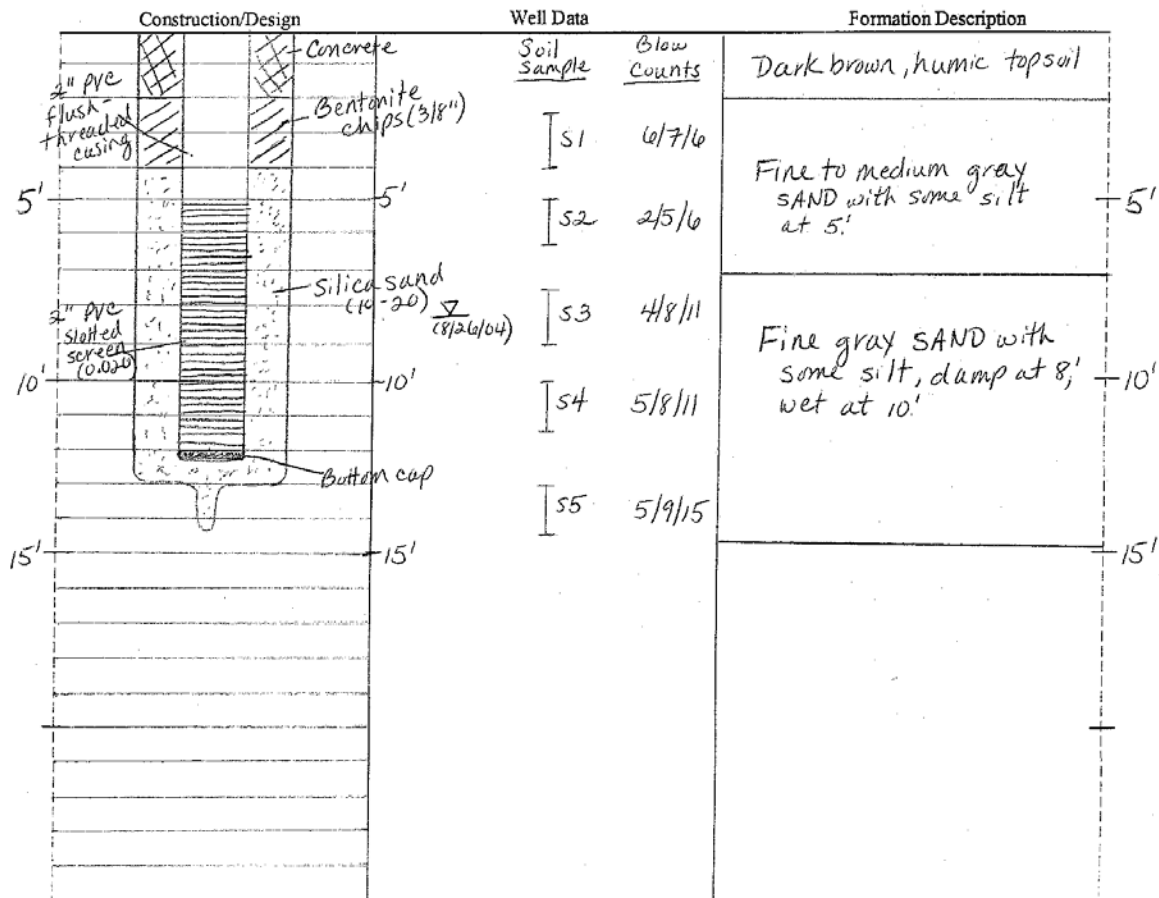 Construction/Design
Well Data
Formation Description
Concrete
2" PVC
flush-
threaded
casing
Bentonite
chips (3/8")
5'
5'
Silica sand
(10-20)
2" PVC
slotted
screen
(0.020)
10'
10'
Bottom cap
15'
15'
(8/26/04)
Soil
Sample
Blow
Counts
S1 6/7/6
S2 2/5/6
S3 4/8/11
S4 5/8/11
S5 5/9/15
Dark brown, humic topsoil
Fine to medium gray
SAND with some silt
at 5'.
5'
Fine gray SAND with
some silt, damp at 8',
wet at 10'.
10'
15'